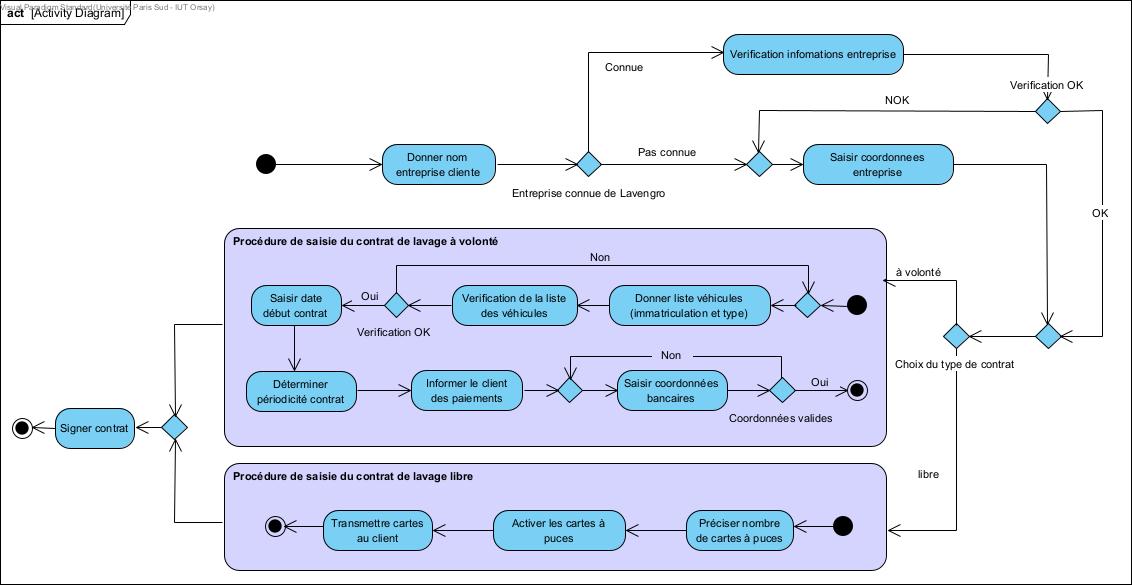 Visual Paradigm Standard(Université Paris Sud - IUT Orsay)
act [Activity Diagram]
Verification infomations entreprise
Connue
Verification OK
NOK
Donner nom
entreprise cliente
Pas connue
Saisir coordonnees
entreprise
Entreprise connue de Lavengro
OK
Procédure de saisie du contrat de lavage à volonté
Non
à volonté
Saisir date
début contrat
Oui
Verification de la liste
des véhicules
Donner liste véhicules
(immatriculation et type)
Verification OK
Choix du type de contrat
Non
Déterminer
périodicité contrat
Informer le client
des paiements
Saisir coordonnées
bancaires
Oui
Coordonnées valides
Signer contrat
Procédure de saisie du contrat de lavage libre
libre
Transmettre cartes
au client
Activer les cartes à
puces
Préciser nombre
de cartes à puces